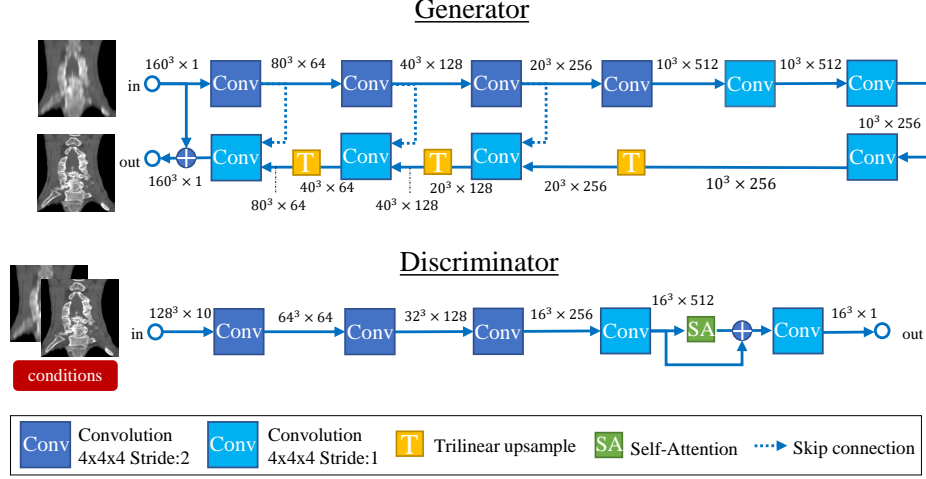 Generator
160³ × 1
80³ × 64
40³ × 128
20³ × 256
10³ × 512
10³ × 512
in
Conv
Conv
Conv
Conv
Conv
Conv
10³ × 256
out
Conv
T
Conv
T
Conv
T
Conv
160³ × 1
40³ × 64
20³ × 128
20³ × 256
10³ × 256
80³ × 64
40³ × 128
Discriminator
in
128³ × 10
64³ × 64
32³ × 128
16³ × 256
16³ × 512
16³ × 1
Conv
Conv
Conv
Conv
SA
Conv
out
conditions
Conv
Convolution
4x4x4 Stride:2
Conv
Convolution
4x4x4 Stride:1
T
Trilinear upsample
SA
Self-Attention
Skip connection